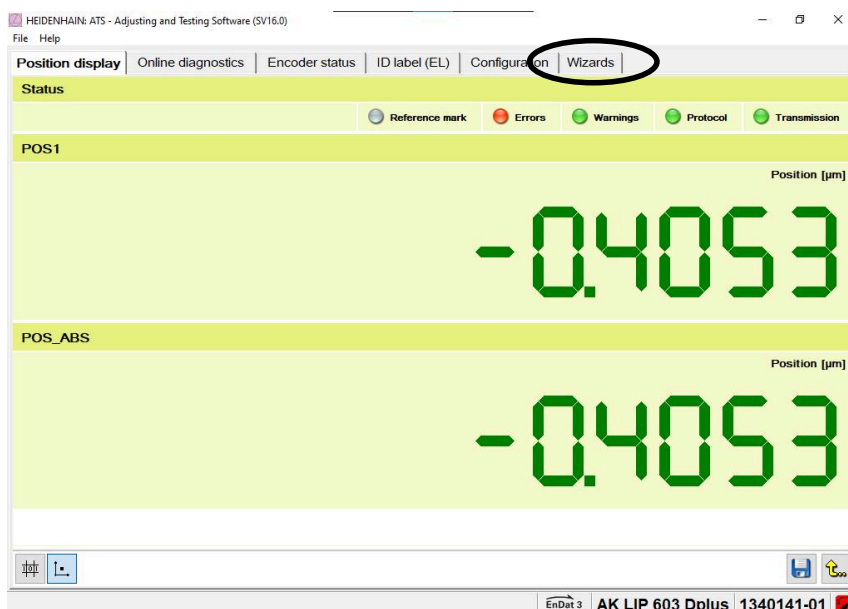 HEIDENHAIN: ATS - Adjusting and Testing Software (SV16.0)
File Help
Position display Online diagnostics Encoder status ID label (EL) Configuration Wizards
Status
Reference mark Errors Warnings Protocol Transmission
POS1
Position [µm]
-0.4053
POS_ABS
Position [µm]
-0.4053
EnDat 3 AK LIP 603 Dplus 1340141-01